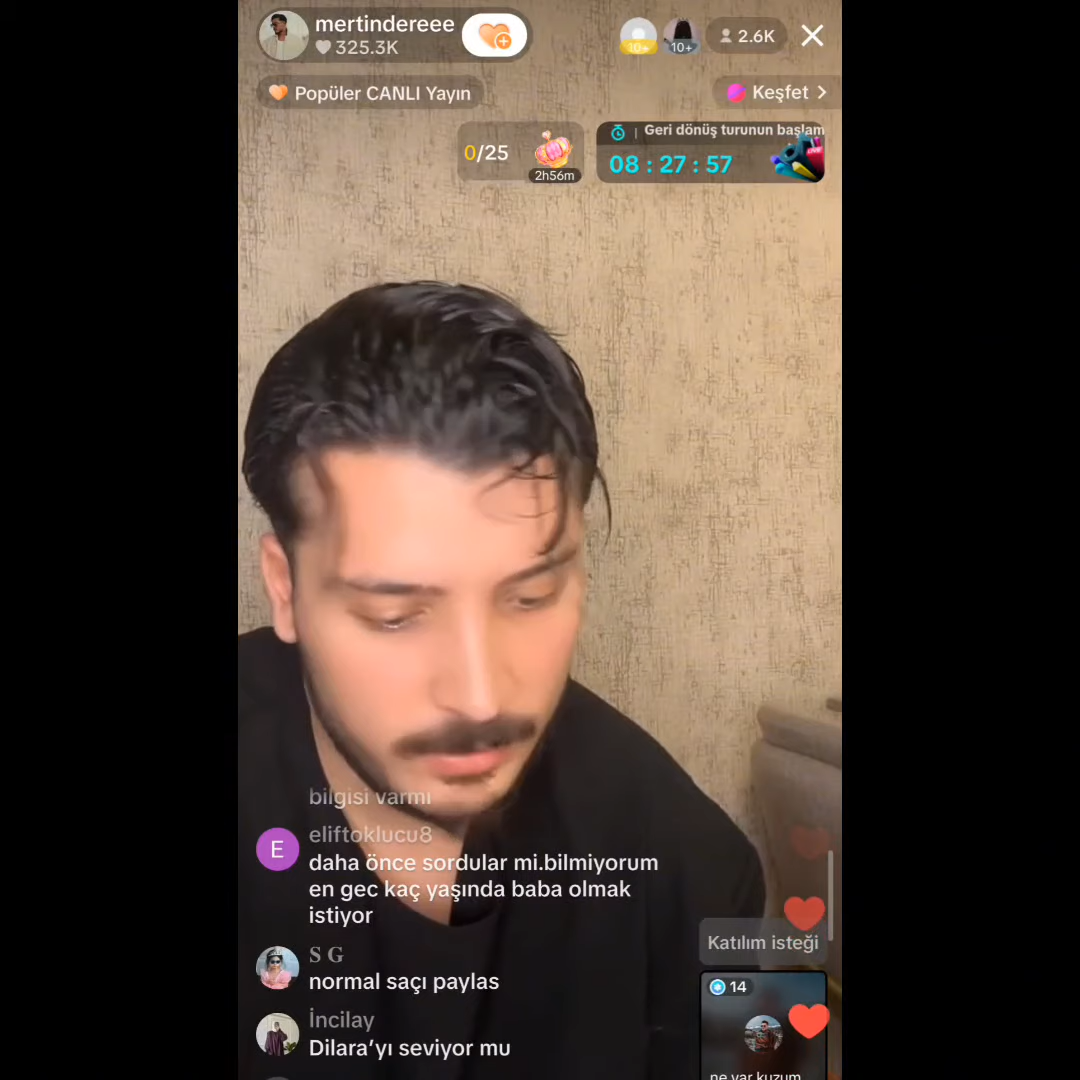 mertindereee
325.3K
10+
10+
2.6K
Popüler CANLI Yayın
Keşfet
0/25
2h56m
Geri dönüş turunun başlam
08 : 27 : 57
bilgisi varmı
eliftoklucu8
E
daha önce sordular mi.bilmiyorum
en gec kaç yaşında baba olmak
istiyor
S G
normal saçı paylas
İncilay
Dilara’yı seviyor mu
Katılım isteği
14
ne var kuzum